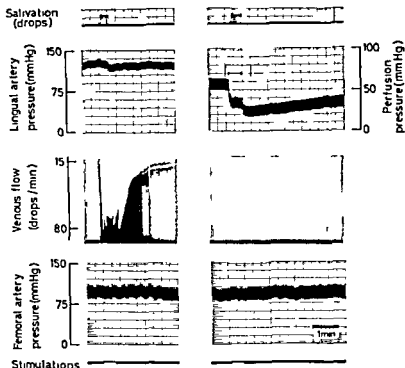 Salivation
(drops)
Lingual artery
pressure(mmHg)
150
75
0
100
50
0
Perfusion
pressure(mmHg)
Venous flow
(drops/min)
15
80
Femoral artery
pressure(mmHg)
150
75
0
1min
Stimulations